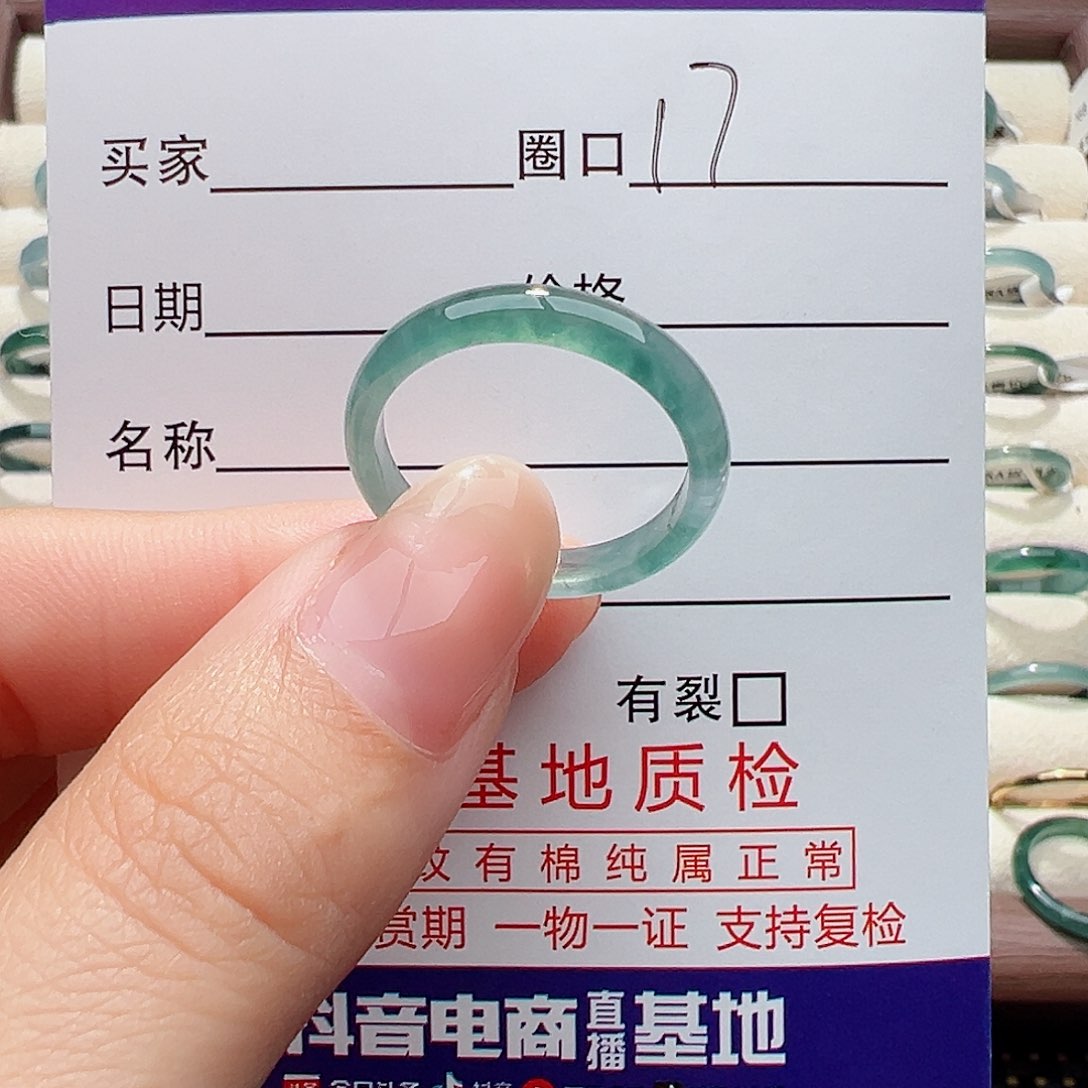 买家 圈口 17
日期 价格
名称
有裂
基地质检
纹有棉纯属正常
赏期 一物一证 支持复检
抖音电商直播基地